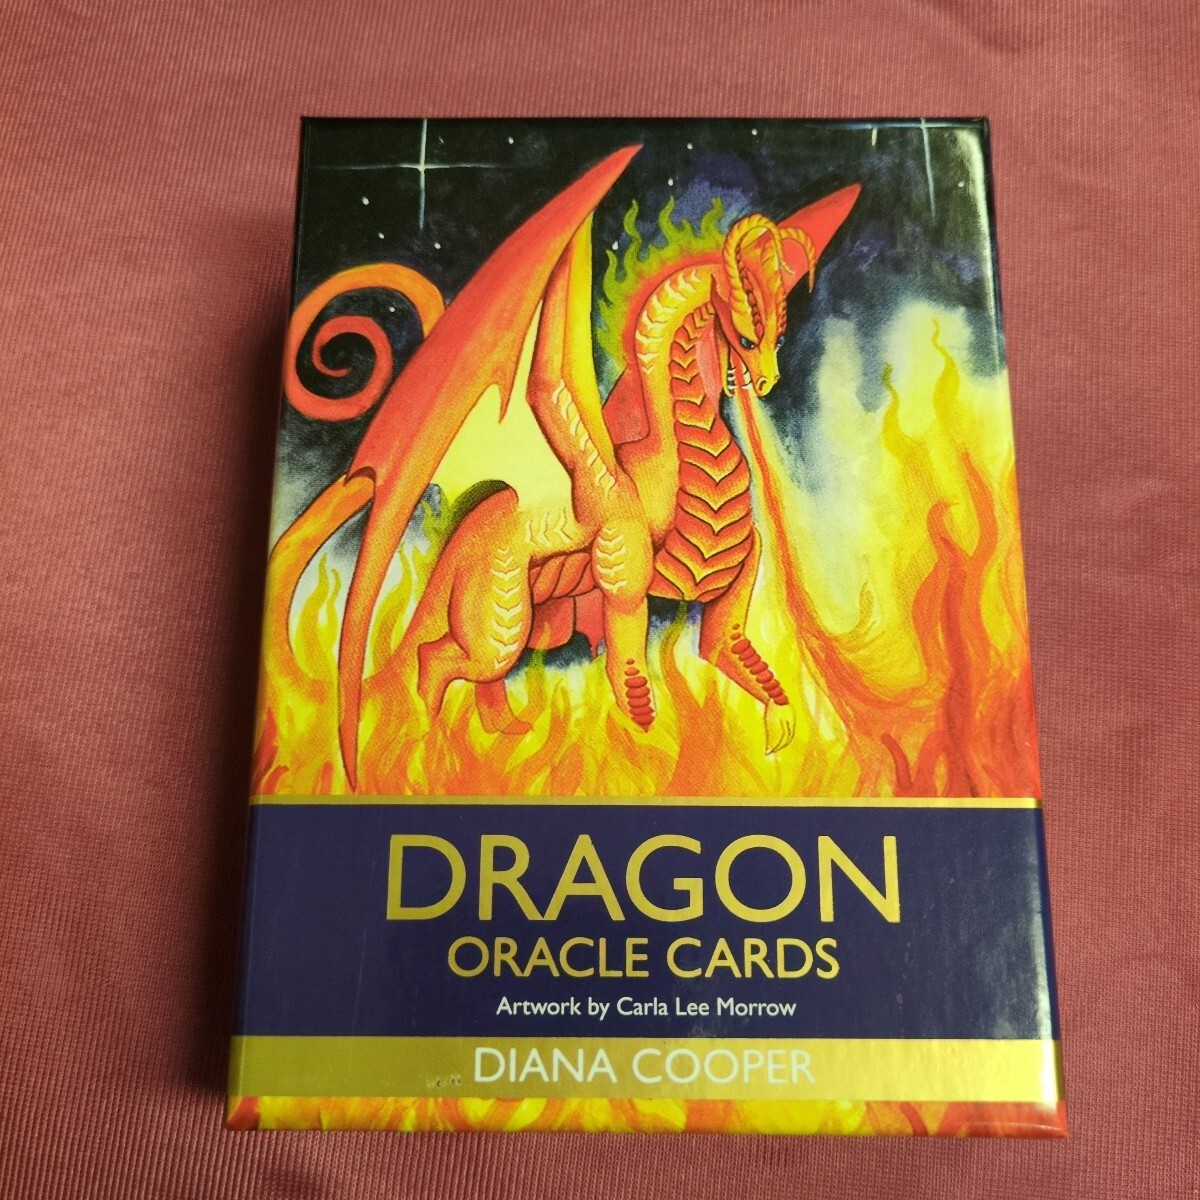 DRAGON
ORACLE CARDS
Artwork by Carla Lee Morrow
DIANA COOPER